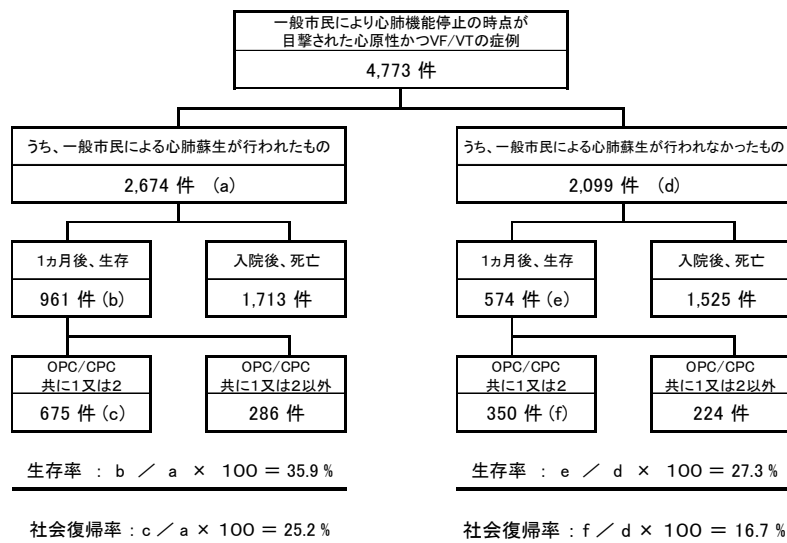 一般市民により心肺機能停止の時点が
目撃された心原性かつVF/VTの症例
4,773 件
うち、一般市民による心肺蘇生が行われたもの
2,674 件 (a)
うち、一般市民による心肺蘇生が行われなかったもの
2,099 件 (d)
1ヵ月後、生存
961 件 (b)
入院後、死亡
1,713 件
1ヵ月後、生存
574 件 (e)
入院後、死亡
1,525 件
OPC/CPC
共に1又は2
675 件 (c)
OPC/CPC
共に1又は2以外
286 件
OPC/CPC
共に1又は2
350 件 (f)
OPC/CPC
共に1又は2以外
224 件
生存率 : b / a × 100 = 35.9 %
生存率 : e / d × 100 = 27.3 %
社会復帰率 : c / a × 100 = 25.2 %
社会復帰率 : f / d × 100 = 16.7 %